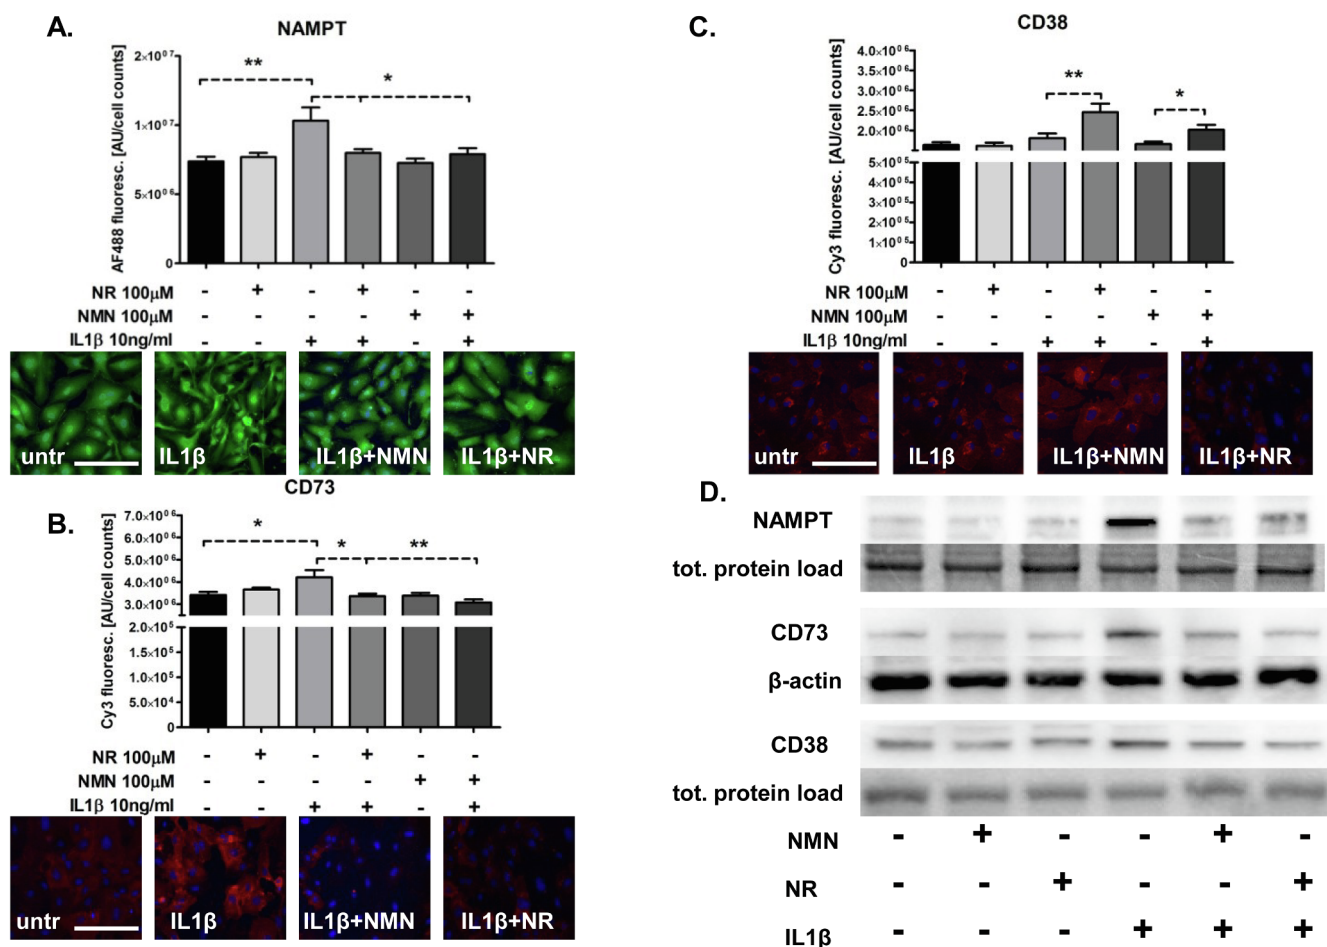 A.
NAMPT
AF488 fluoresc. [AU/cell counts]
2×10⁰⁷
1×10⁰⁷
5×10⁰⁶
0
** *
NR 100µM - + - + - -
NMN 100µM - - - - + +
IL1β 10ng/ml - - + + - +
untr IL1β IL1β+NMN IL1β+NR
B.
CD73
Cy3 fluoresc. [AU/cell counts]
7.0×10⁰⁶
6.0×10⁰⁶
5.0×10⁰⁶
4.0×10⁰⁶
3.0×10⁰⁶
2.0×10⁰⁵
1.5×10⁰⁵
1.0×10⁰⁵
5.0×10⁰⁴
0
* * **
NR 100µM - + - + - -
NMN 100µM - - - - + +
IL1β 10ng/ml - - + + - +
untr IL1β IL1β+NMN IL1β+NR
C.
CD38
Cy3 fluoresc. [AU/cell counts]
4.0×10⁰⁶
3.5×10⁰⁶
3.0×10⁰⁶
2.5×10⁰⁶
2.0×10⁰⁶
5×10⁰⁵
4×10⁰⁵
3×10⁰⁵
2×10⁰⁵
1×10⁰⁵
0
** *
NR 100µM - + - + - -
NMN 100µM - - - - + +
IL1β 10ng/ml - - + + - +
untr IL1β IL1β+NMN IL1β+NR
D.
NAMPT
tot. protein load
CD73
β-actin
CD38
tot. protein load
NMN - + - - + -
NR - - + - - +
IL1β - - - + + +